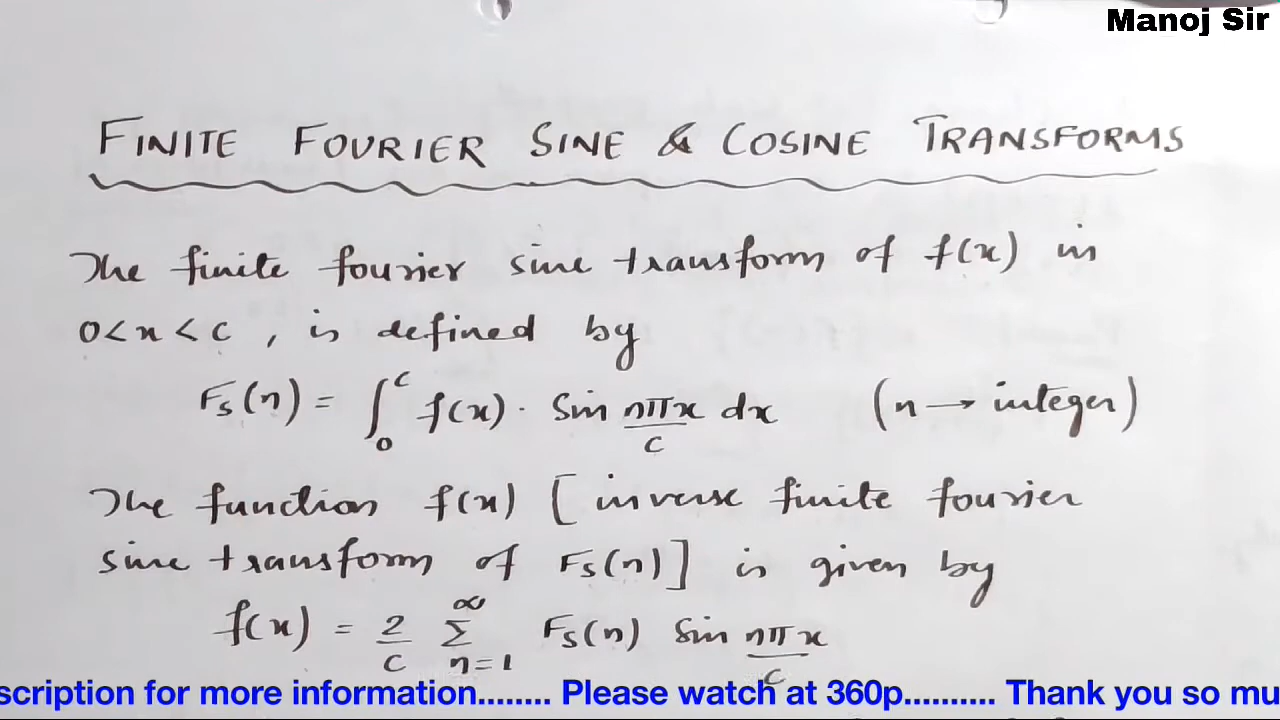 Manoj Sir
FINITE FOURIER SINE & COSINE TRANSFORMS
The finite fourier sine transform of f(x) in
0<x<c, is defined by
Fs(n) = ∫₀ᶜ f(x). Sin nπx/c dx (n → integer)
The function f(x) [inverse finite fourier
sine transform of Fs(n)] is given by
f(x) = 2/c Σ_{n=1}^{∞} Fs(n) Sin nπx/c
scription for more information........ Please watch at 360p.......... Thank you so mu